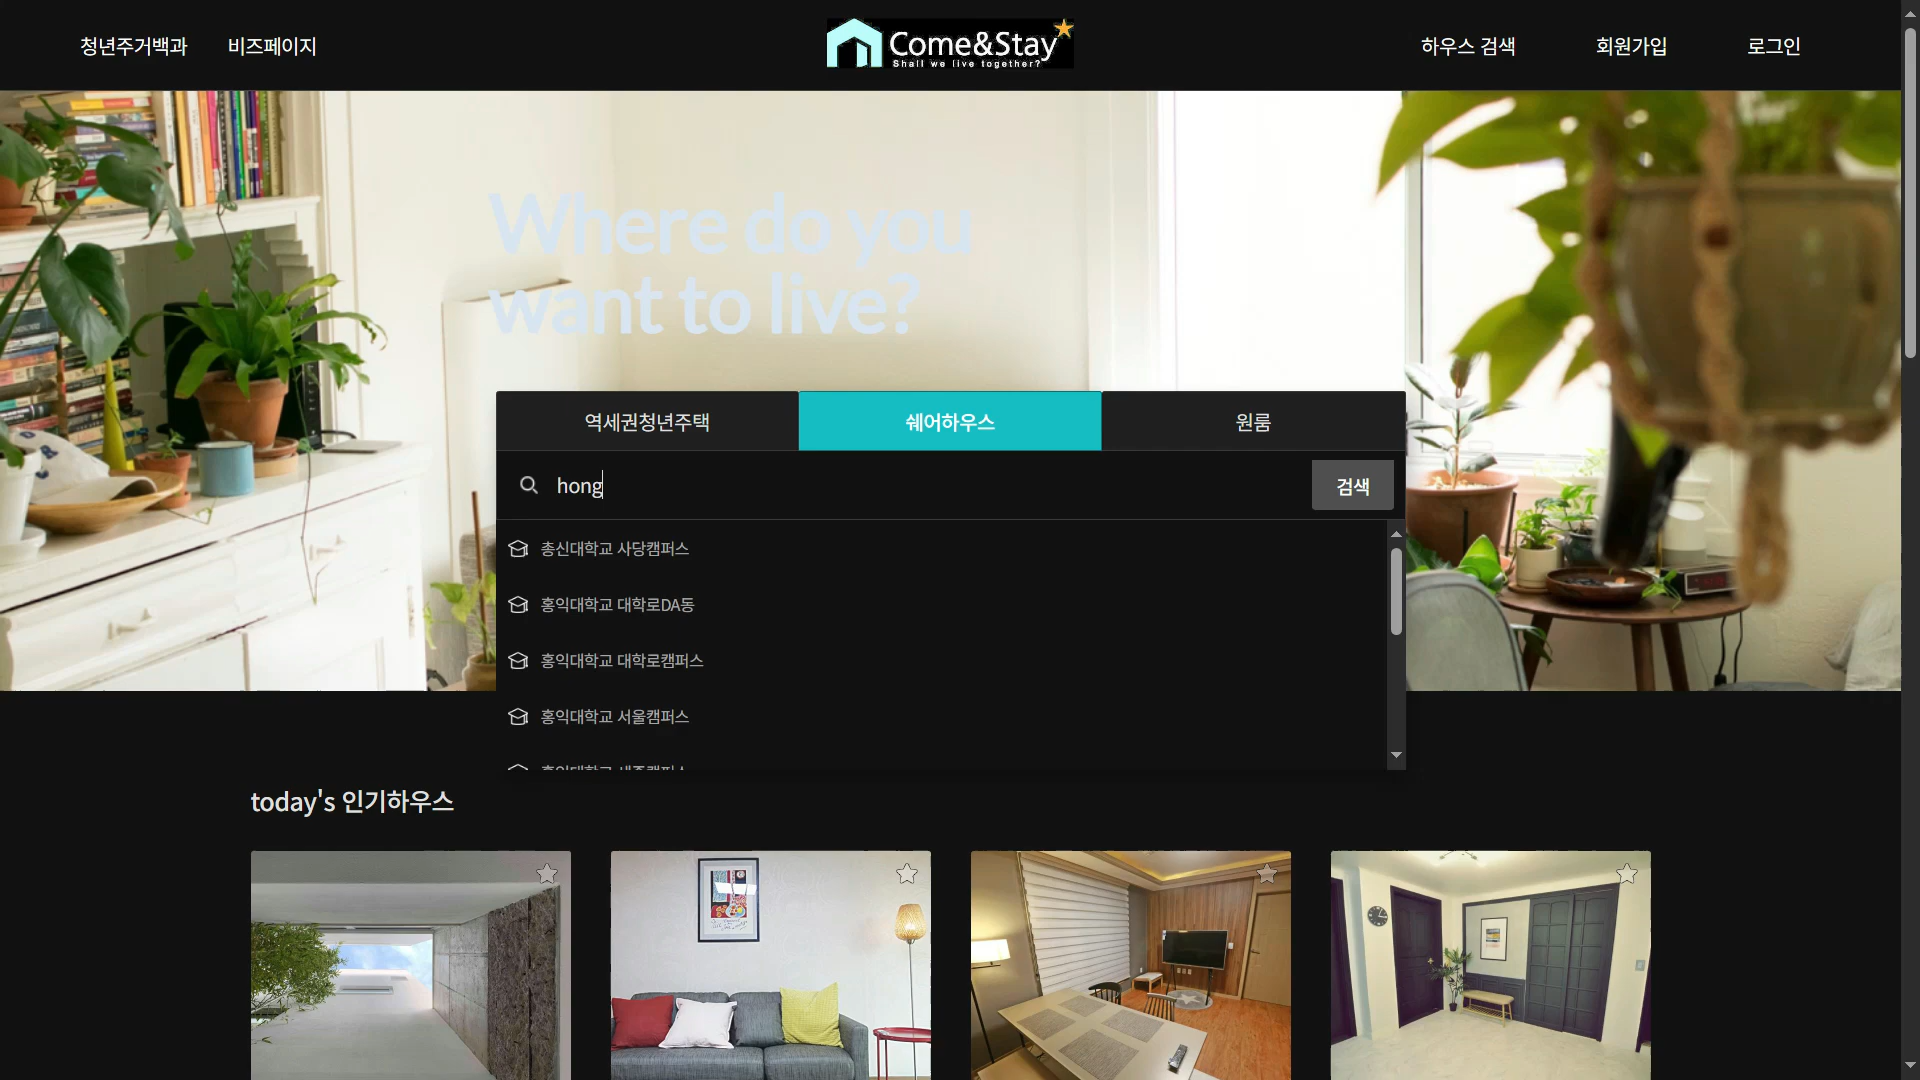 청년주거백과
비즈페이지
Come&Stay
Shall we live together?
하우스 검색
회원가입
로그인
Where do you
want to live?
역세권청년주택
쉐어하우스
원룸
hong
검색
총신대학교 사당캠퍼스
홍익대학교 대학로DA동
홍익대학교 대학로캠퍼스
홍익대학교 서울캠퍼스
today's 인기하우스